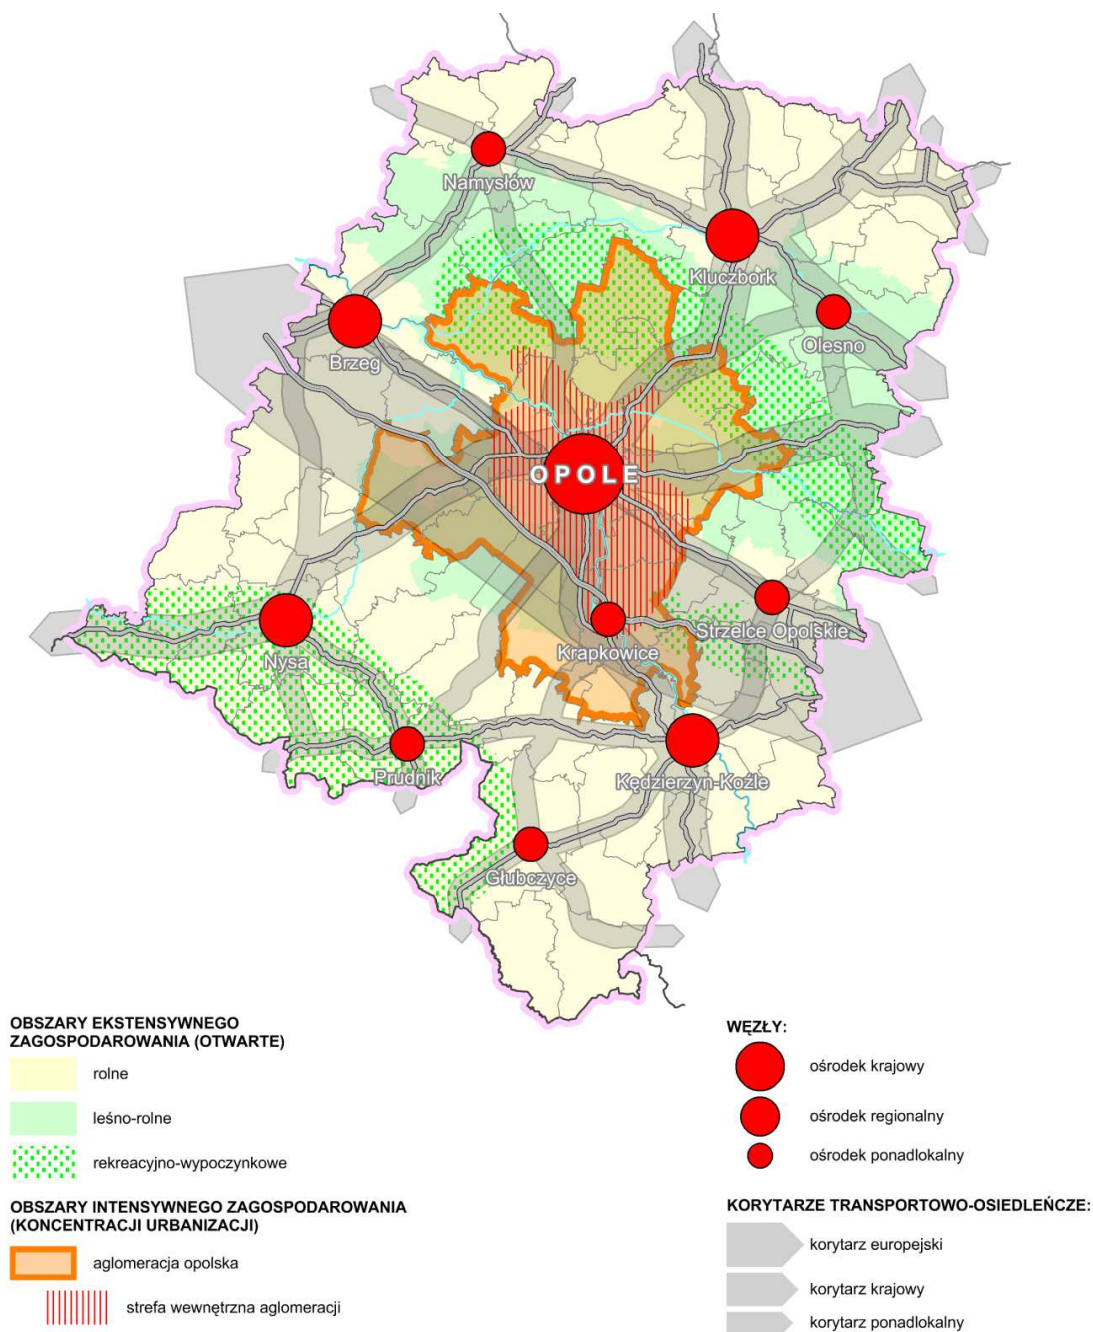 Namysłów
Kluczbork
Olesno
Brzeg
OPOLE
Strzelce Opolskie
Krapkowice
Nysa
Prudnik
Kędzierzyn-Koźle
Głubczyce
OBSZARY EKSTENSYWNEGO
ZAGOSPODAROWANIA (OTWARTE)
rolne
leśno-rolne
rekreacyjno-wypoczynkowe
OBSZARY INTENSYWNEGO ZAGOSPODAROWANIA
(KONCENTRACJI URBANIZACJI)
aglomeracja opolska
strefa wewnętrzna aglomeracji
WĘZŁY:
ośrodek krajowy
ośrodek regionalny
ośrodek ponadlokalny
KORYTARZE TRANSPORTOWO-OSIEDLEŃCZE:
korytarz europejski
korytarz krajowy
korytarz ponadlokalny